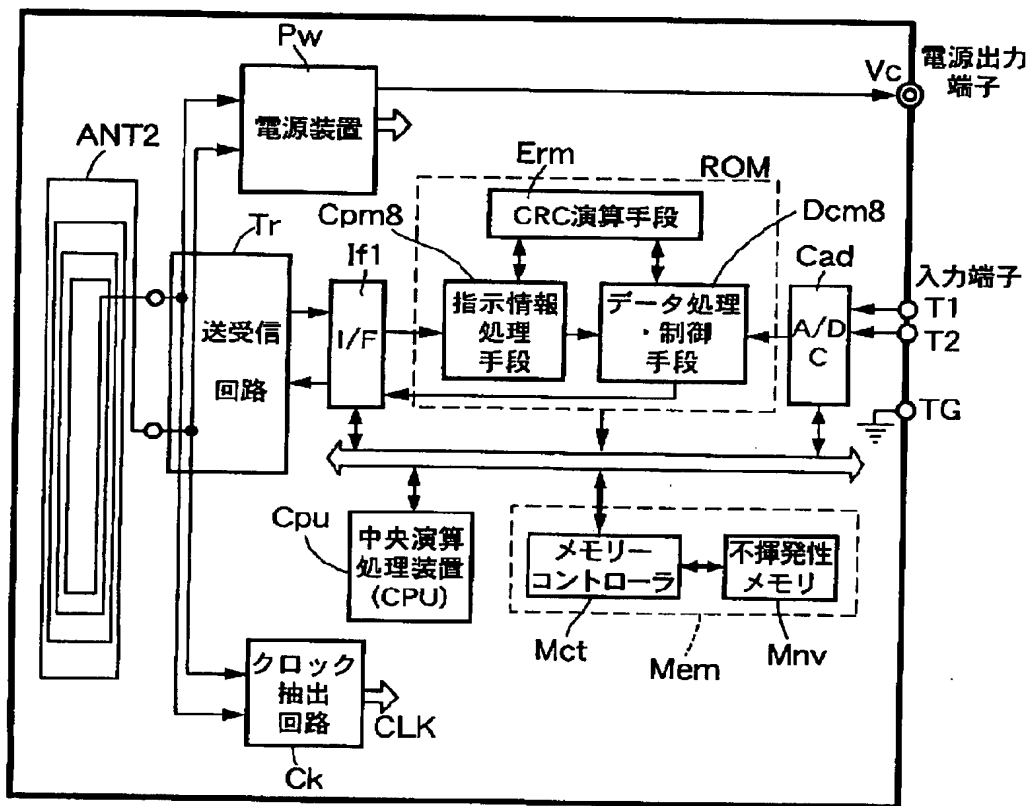 Pw
電源装置
Vc
電源出力
端子
ANT2
Erm
ROM
CRC演算手段
Cpm8
Dcm8
Tr
If1
Cad
送受信
回路
I/F
指示情報
処理
手段
データ処理
・制御
手段
A/D
C
入力端子
T1
T2
TG
Cpu
中央演算
処理装置
(CPU)
メモリー
コントローラ
不揮発性
メモリ
Mct
Mem
Mnv
クロック
抽出
回路
CLK
Ck